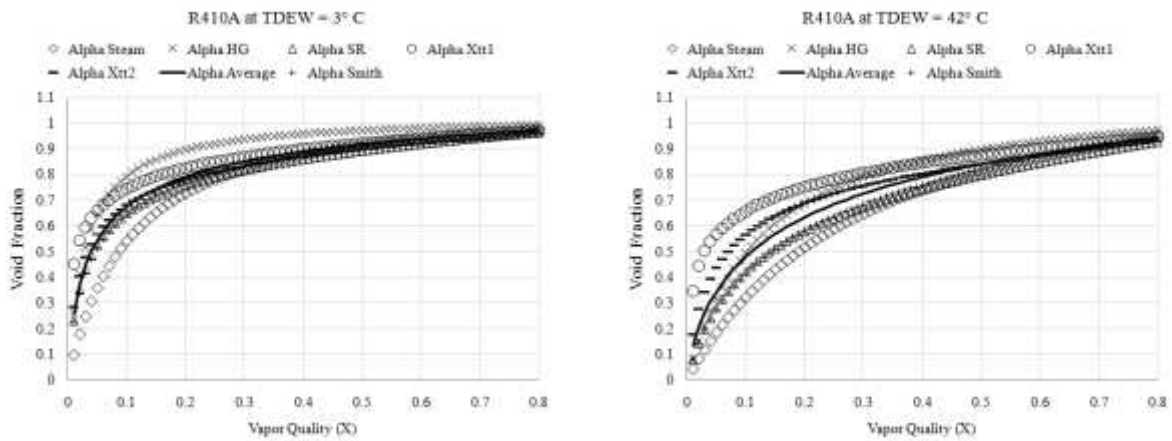 R410A at TDEW = 3° C
Alpha Steam Alpha HG Alpha SR Alpha Xtt1
Alpha Xtt2 Alpha Average Alpha Smith
1.1
1
0.9
0.8
0.7
0.6
0.5
0.4
0.3
0.2
0.1
0
Void Fraction
0 0.1 0.2 0.3 0.4 0.5 0.6 0.7 0.8
Vapor Quality (X)
R410A at TDEW = 42° C
Alpha Steam Alpha HG Alpha SR Alpha Xtt1
Alpha Xtt2 Alpha Average Alpha Smith
1.1
1
0.9
0.8
0.7
0.6
0.5
0.4
0.3
0.2
0.1
0
Void Fraction
0 0.1 0.2 0.3 0.4 0.5 0.6 0.7 0.8
Vapor Quality (X)